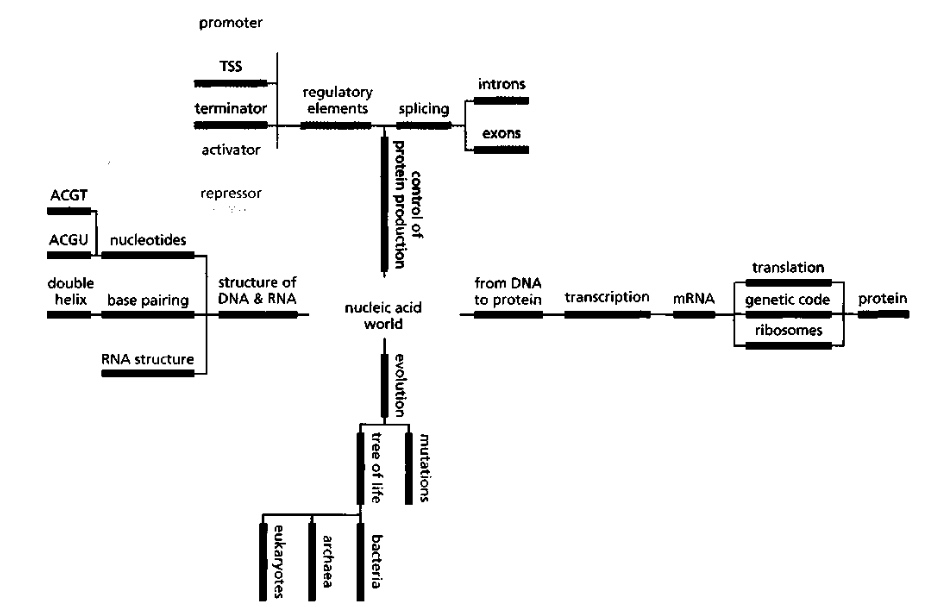 promoter
TSS
terminator
activator
repressor
regulatory
elements
splicing
introns
exons
control of
protein production
ACGT
ACGU
nucleotides
double
helix
base pairing
RNA structure
structure of
DNA & RNA
nucleic acid
world
from DNA
to protein
transcription
mRNA
translation
genetic code
ribosomes
protein
evolution
tree of life
mutations
eukaryotes
archaea
bacteria